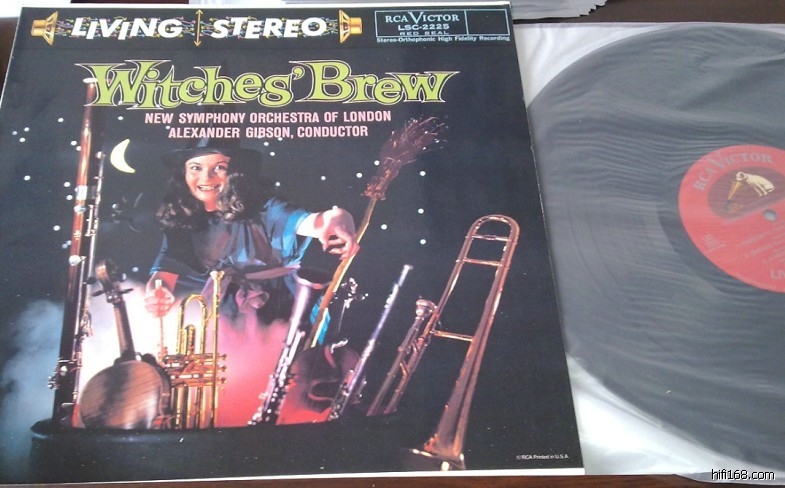 LIVING STEREO
RCA VICTOR
LSC-2225
RED SEAL
Stereo-Orthophonic High Fidelity Recording
Witches' Brew
NEW SYMPHONY ORCHESTRA OF LONDON
ALEXANDER GIBSON, CONDUCTOR
© RCA Printed in U.S.A.
RCA VICTOR
LI
hifi168.com